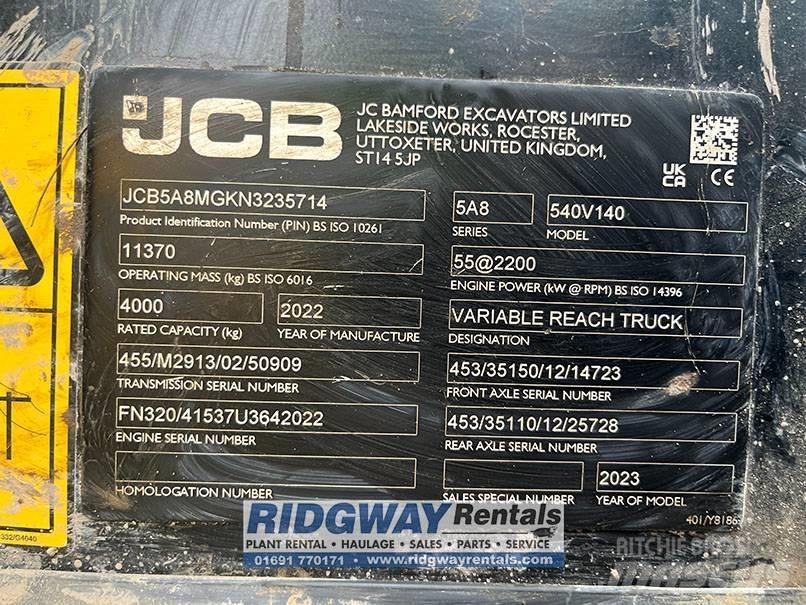 JCB
JC BAMFORD EXCAVATORS LIMITED
LAKESIDE WORKS, ROCESTER,
UTTOXETER, UNITED KINGDOM,
ST14 5JP
UK
CA CE
JCB5A8MGKN3235714
Product Identification Number (PIN) BS ISO 10261
5A8
SERIES
540V140
MODEL
11370
OPERATING MASS (kg) BS ISO 6016
55@2200
ENGINE POWER (kW @ RPM) BS ISO 14396
4000
RATED CAPACITY (kg)
2022
YEAR OF MANUFACTURE
VARIABLE REACH TRUCK
DESIGNATION
455/M2913/02/50909
TRANSMISSION SERIAL NUMBER
453/35150/12/14723
FRONT AXLE SERIAL NUMBER
FN320/41537U3642022
ENGINE SERIAL NUMBER
453/35110/12/25728
REAR AXLE SERIAL NUMBER
HOMOLOGATION NUMBER
SALES SPECIAL NUMBER
2023
YEAR OF MODEL
332/G4040
RIDGWAY Rentals
PLANT RENTAL • HAULAGE • SALES • PARTS • SERVICE
01691 770171 • www.ridgwayrentals.com